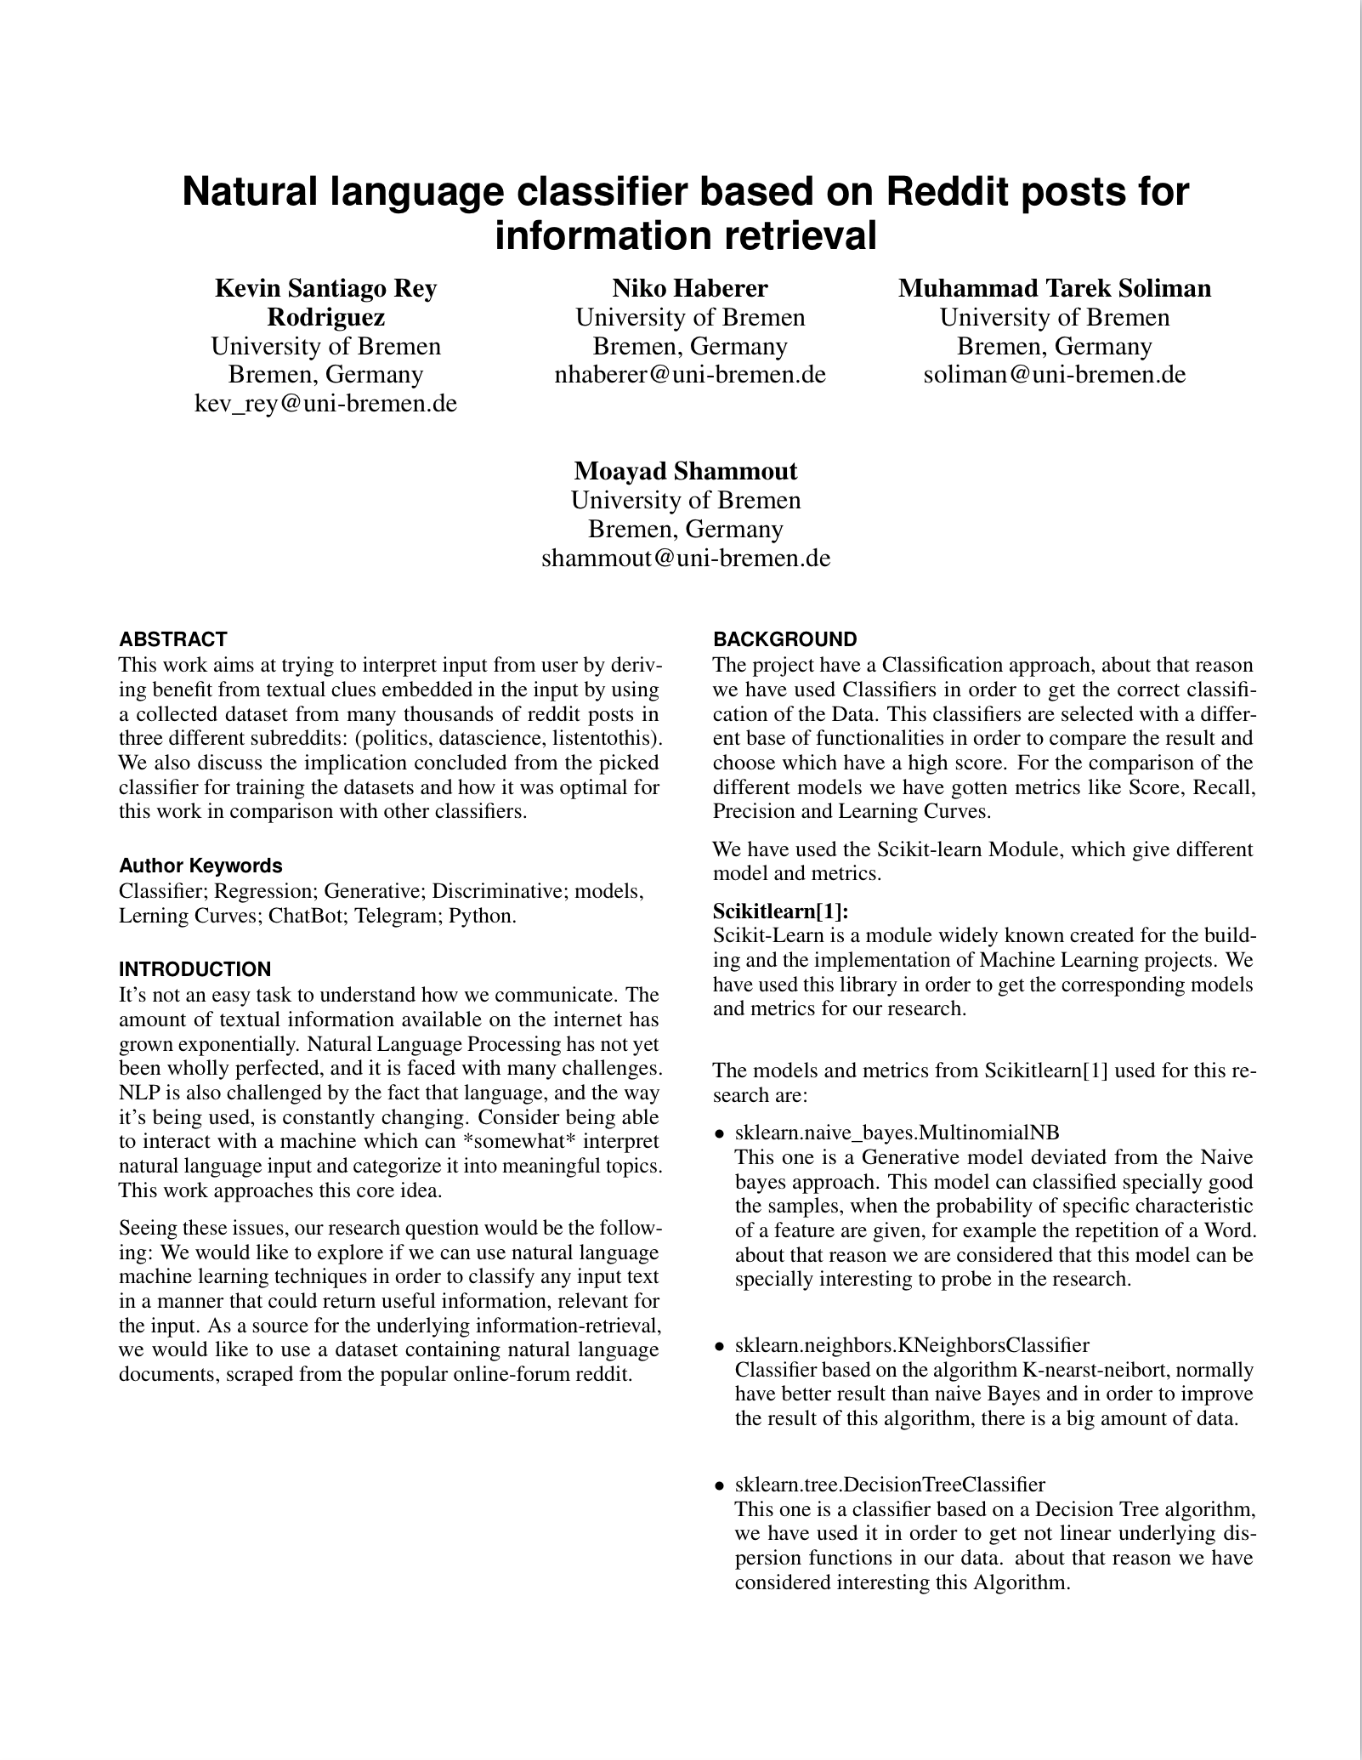 Natural language classifier based on Reddit posts for
information retrieval
Kevin Santiago Rey
Rodriguez
University of Bremen
Bremen, Germany
kev_rey@uni-bremen.de
Niko Haberer
University of Bremen
Bremen, Germany
nhaberer@uni-bremen.de
Muhammad Tarek Soliman
University of Bremen
Bremen, Germany
soliman@uni-bremen.de
Moayad Shammout
University of Bremen
Bremen, Germany
shammout@uni-bremen.de
ABSTRACT
This work aims at trying to interpret input from user by deriv-
ing benefit from textual clues embedded in the input by using
a collected dataset from many thousands of reddit posts in
three different subreddits: (politics, datascience, listentothis).
We also discuss the implication concluded from the picked
classifier for training the datasets and how it was optimal for
this work in comparison with other classifiers.
Author Keywords
Classifier; Regression; Generative; Discriminative; models,
Lerning Curves; ChatBot; Telegram; Python.
INTRODUCTION
It's not an easy task to understand how we communicate. The
amount of textual information available on the internet has
grown exponentially. Natural Language Processing has not yet
been wholly perfected, and it is faced with many challenges.
NLP is also challenged by the fact that language, and the way
it's being used, is constantly changing. Consider being able
to interact with a machine which can *somewhat* interpret
natural language input and categorize it into meaningful topics.
This work approaches this core idea.
Seeing these issues, our research question would be the follow-
ing: We would like to explore if we can use natural language
machine learning techniques in order to classify any input text
in a manner that could return useful information, relevant for
the input. As a source for the underlying information-retrieval,
we would like to use a dataset containing natural language
documents, scraped from the popular online-forum reddit.
BACKGROUND
The project have a Classification approach, about that reason
we have used Classifiers in order to get the correct classifi-
cation of the Data. This classifiers are selected with a differ-
ent base of functionalities in order to compare the result and
choose which have a high score. For the comparison of the
different models we have gotten metrics like Score, Recall,
Precision and Learning Curves.
We have used the Scikit-learn Module, which give different
model and metrics.
Scikitlearn[1]:
Scikit-Learn is a module widely known created for the build-
ing and the implementation of Machine Learning projects. We
have used this library in order to get the corresponding models
and metrics for our research.
The models and metrics from Scikitlearn[1] used for this re-
search are:
• sklearn.naive_bayes.MultinomialNB
This one is a Generative model deviated from the Naive
bayes approach. This model can classified specially good
the samples, when the probability of specific characteristic
of a feature are given, for example the repetition of a Word.
about that reason we are considered that this model can be
specially interesting to probe in the research.
• sklearn.neighbors.KNeighborsClassifier
Classifier based on the algorithm K-nearst-neibort, normally
have better result than naive Bayes and in order to improve
the result of this algorithm, there is a big amount of data.
• sklearn.tree.DecisionTreeClassifier
This one is a classifier based on a Decision Tree algorithm,
we have used it in order to get not linear underlying dis-
persion functions in our data. about that reason we have
considered interesting this Algorithm.